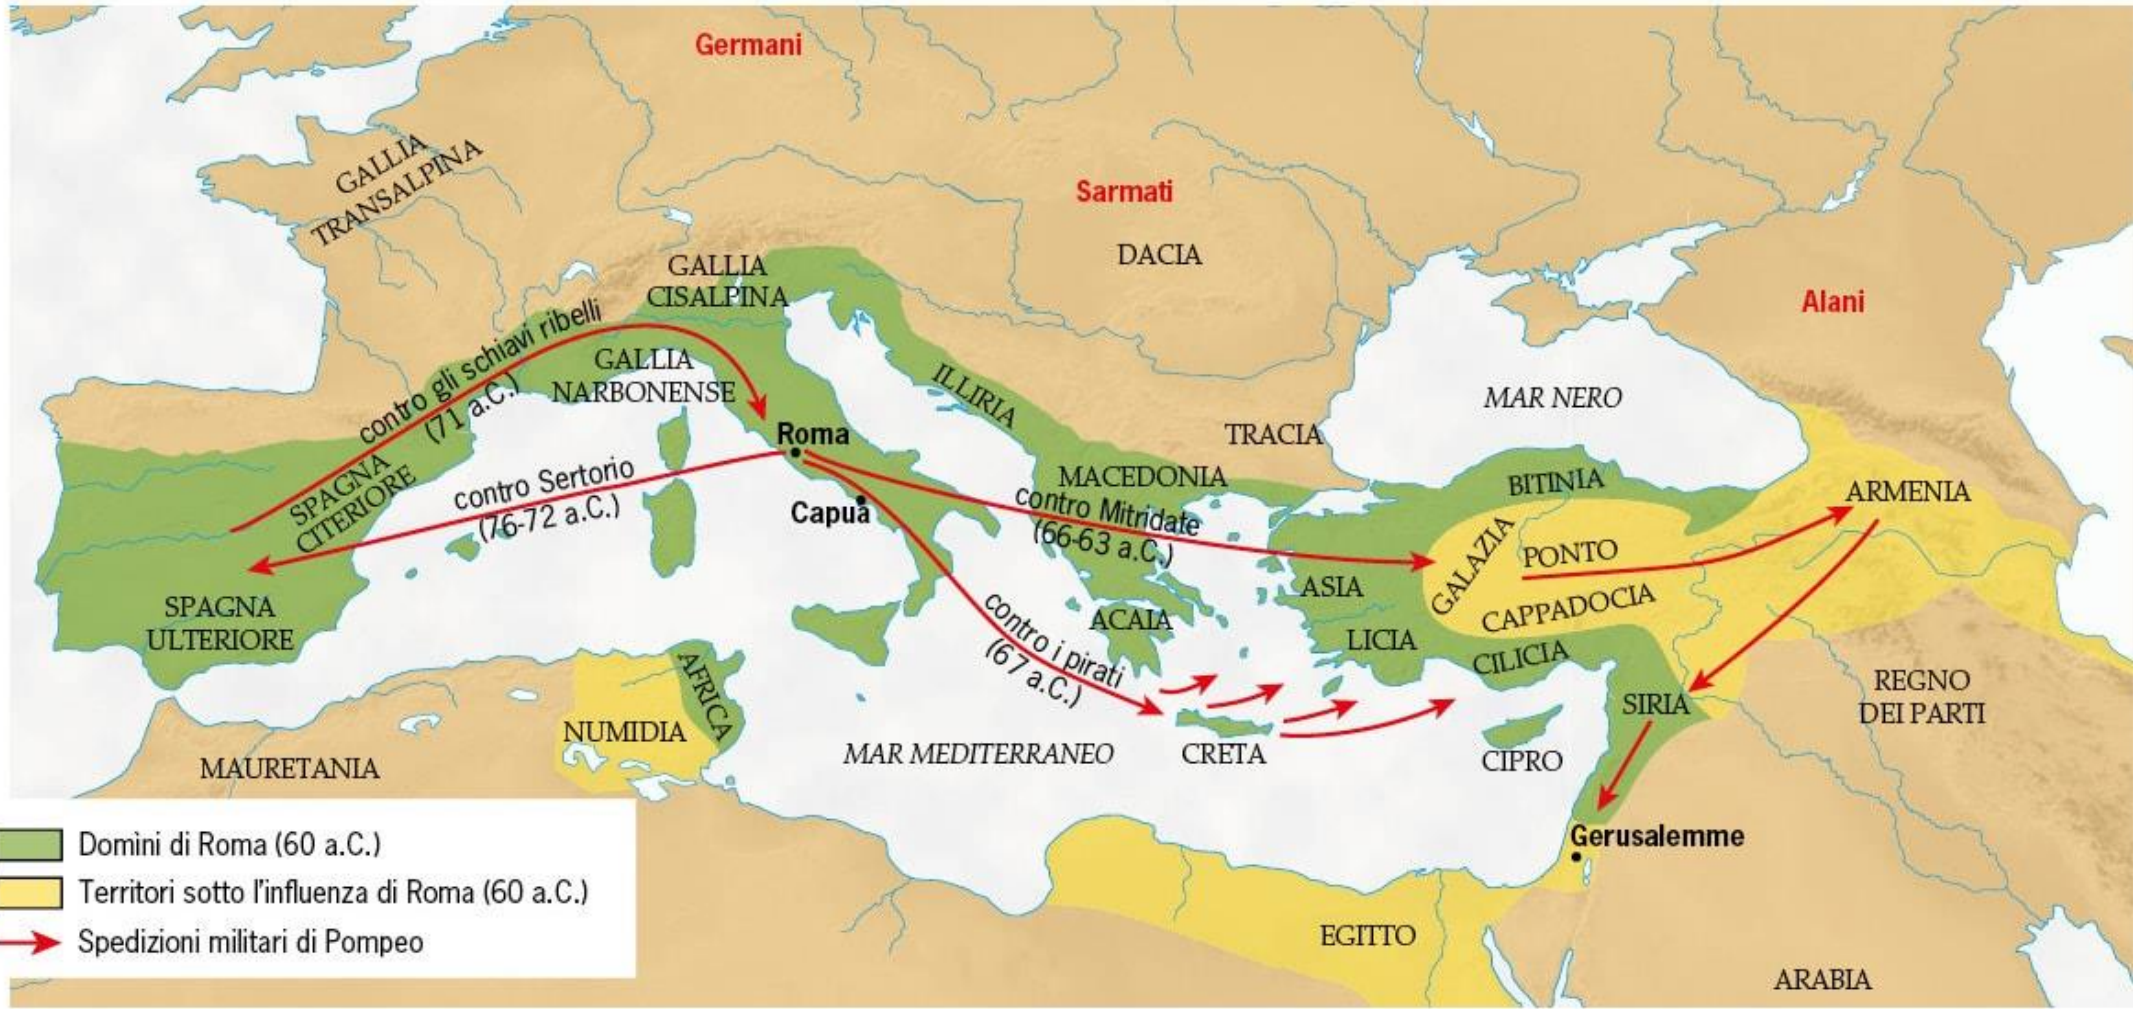 Germani
GALLIA
TRANSALPINA
Sarmati
DACIA
GALLIA
CISALPINA
Alani
contro gli schiavi ribelli
(71 a.C.)
GALLIA
NARBONENSE
ILLIRIA
MAR NERO
TRACIA
Roma
SPAGNA
CITERIORE
contro Sertorio
(76-72 a.C.)
MACEDONIA
BITINIA
ARMENIA
Capua
contro Mitridate
(66-63 a.C.)
GALAZIA
PONTO
ASIA
CAPPADOCIA
SPAGNA
ULTERIORE
ACAIA
LICIA
CILICIA
contro i pirati
(67 a.C.)
AFRICA
REGNO
DEI PARTI
SIRIA
NUMIDIA
MAURETANIA
MAR MEDITERRANEO
CRETA
CIPRO
Domìni di Roma (60 a.C.)
Gerusalemme
Territori sotto l'influenza di Roma (60 a.C.)
Spedizioni militari di Pompeo
EGITTO
ARABIA